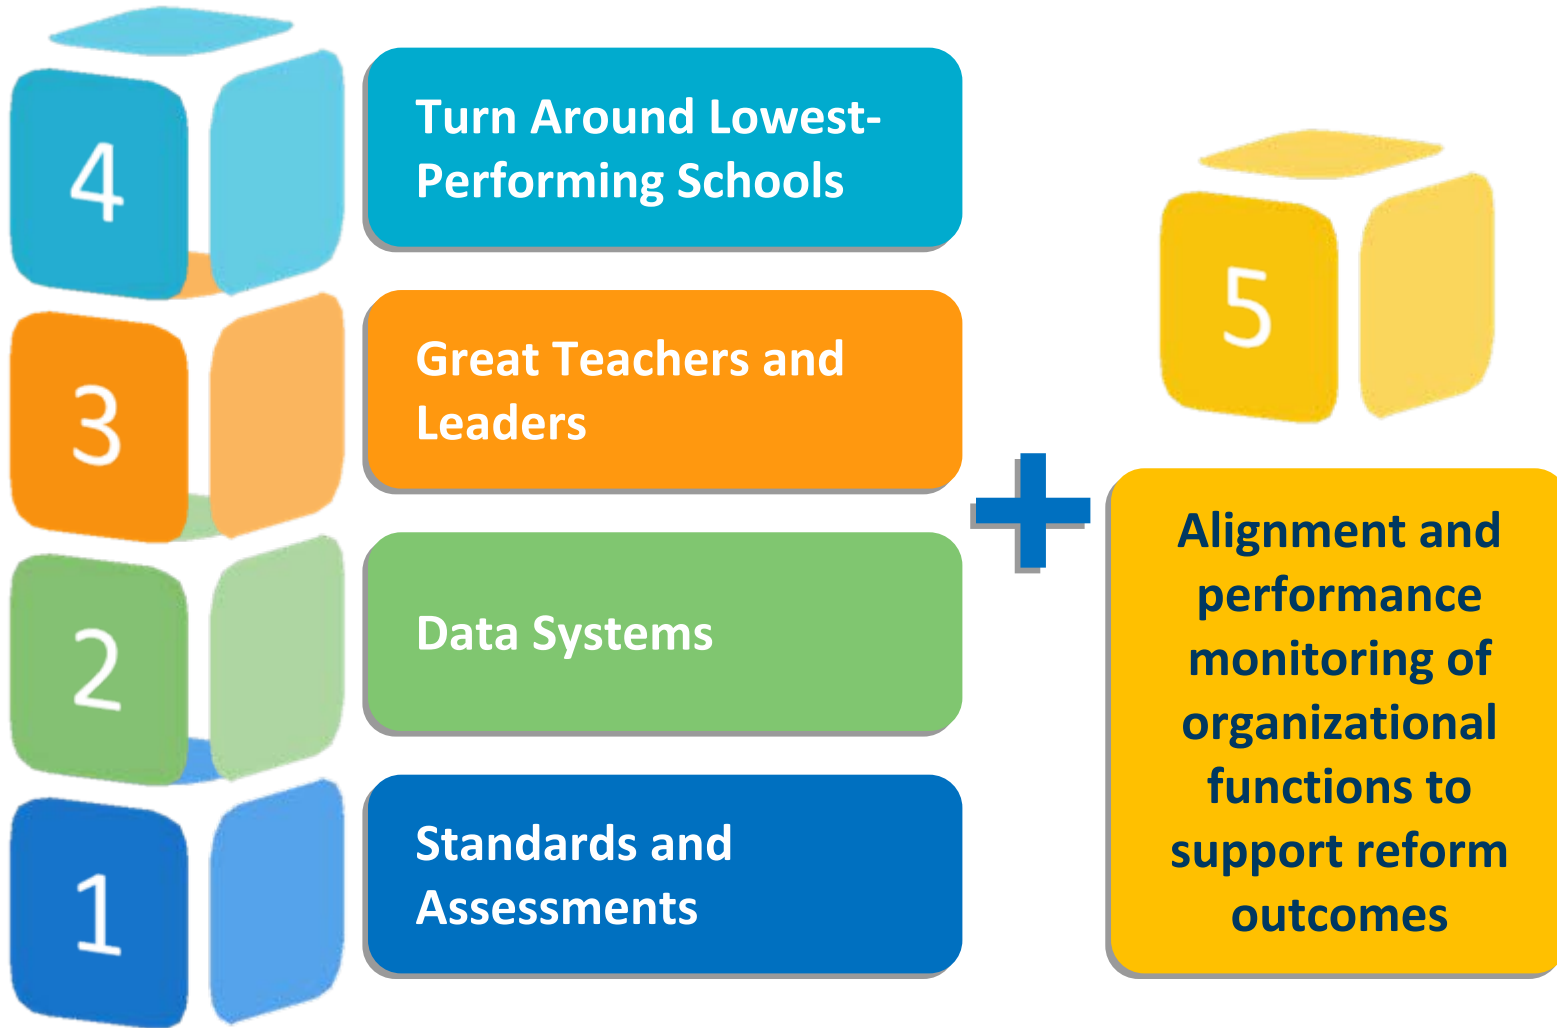 4
Turn Around Lowest-
Performing Schools
3
Great Teachers and
Leaders
2
Data Systems
1
Standards and
Assessments
+
5
Alignment and
performance
monitoring of
organizational
functions to
support reform
outcomes